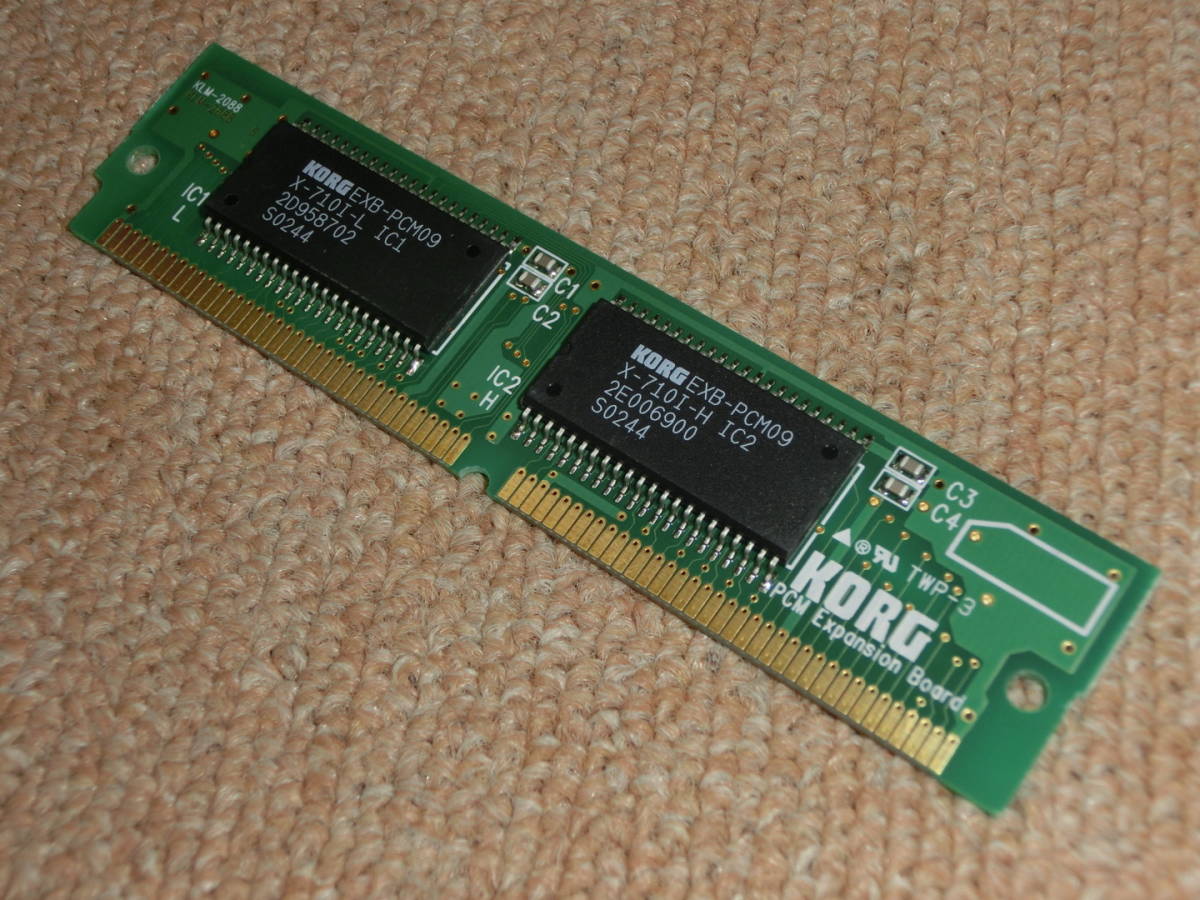 KLM-2088
IC1
L
KORG EXB-PCM09
X-710I-L IC1
2D958702
S0244
C1
C2
IC2
H
KORG EXB-PCM09
X-710I-H IC2
2E006900
S0244
C3
C4
TWP-3
KORG
PCM Expansion Board